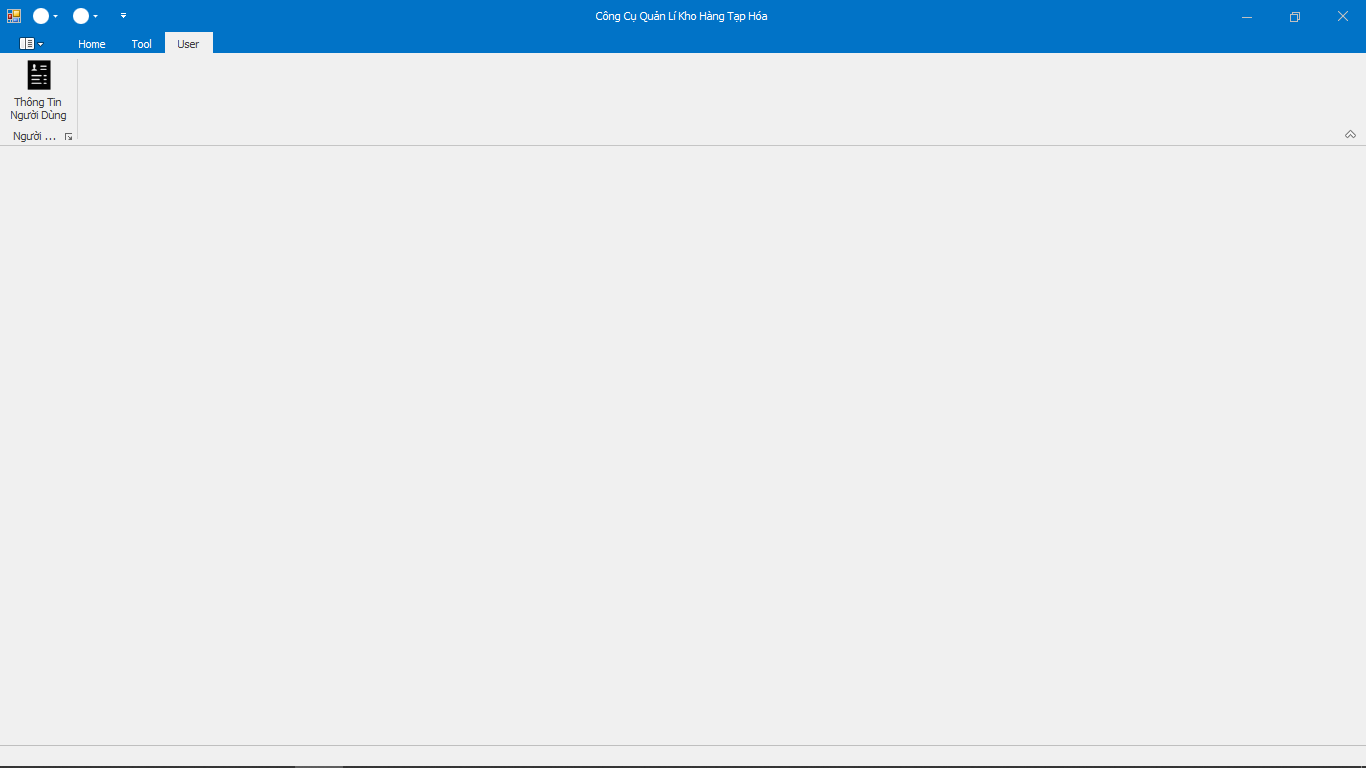 Công Cụ Quản Lí Kho Hàng Tạp Hóa
Home Tool User
Thông Tin
Người Dùng
Người ...